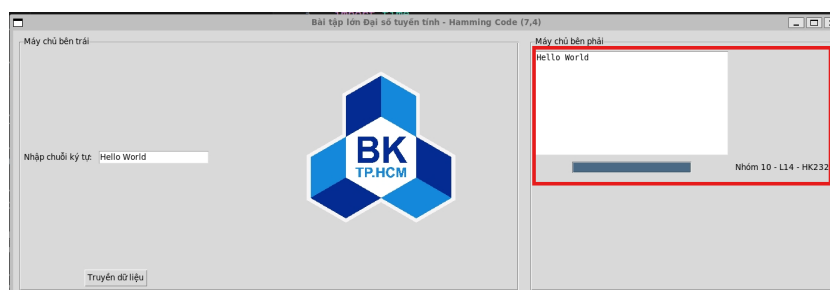 Bài tập lớn Đại số tuyến tính - Hamming Code (7,4)
Máy chủ bên trái
Nhập chuỗi ký tự:
Hello World
BK
TP.HCM
Truyền dữ liệu
Máy chủ bên phải
Hello World
Nhóm 10 - L14 - HK232